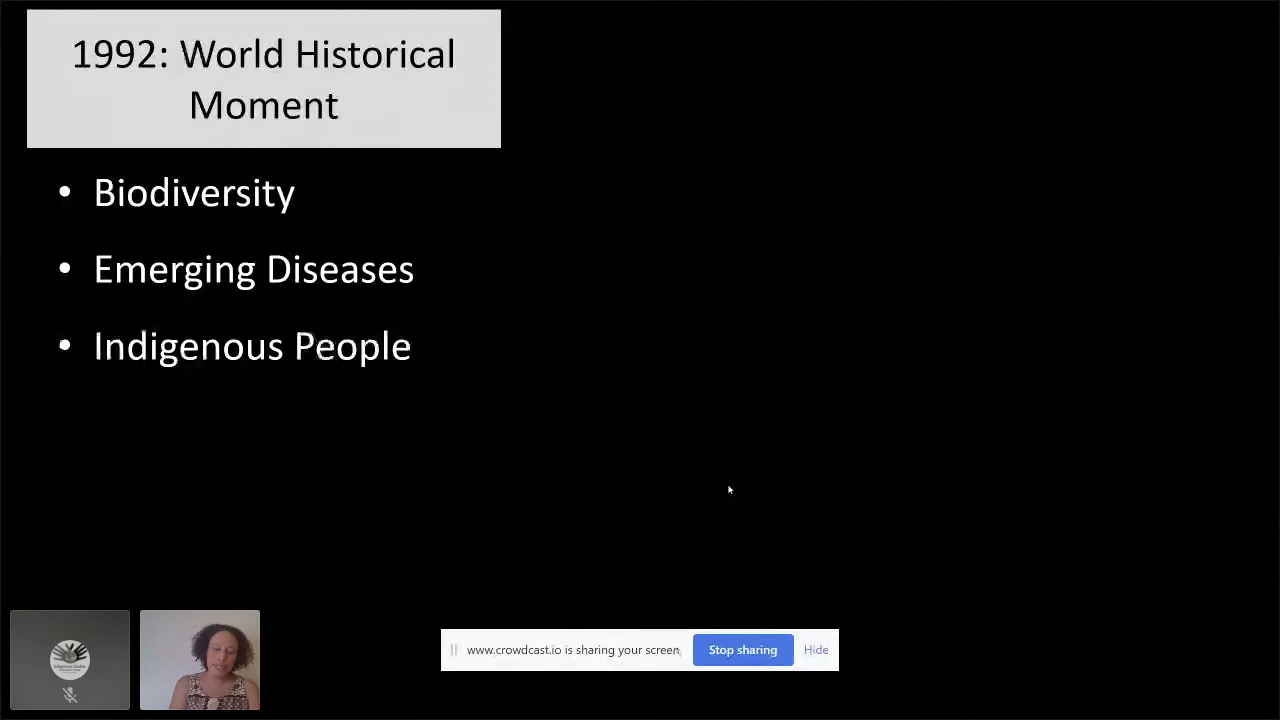 1992: World Historical
Moment
• Biodiversity
• Emerging Diseases
• Indigenous People
www.crowdcast.io is sharing your screen.
Stop sharing
Hide